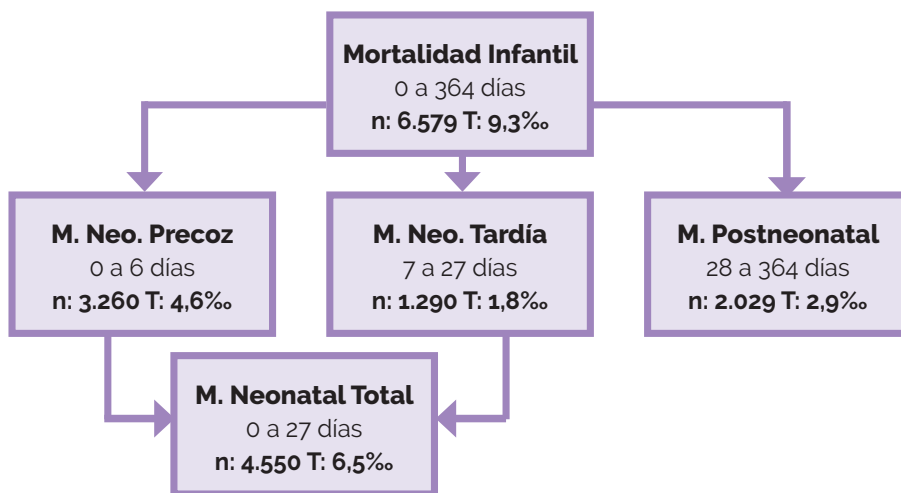 Mortalidad Infantil
0 a 364 días
n: 6.579 T: 9,3‰
M. Neo. Precoz
0 a 6 días
n: 3.260 T: 4,6‰
M. Neo. Tardía
7 a 27 días
n: 1.290 T: 1,8‰
M. Postneonatal
28 a 364 días
n: 2.029 T: 2,9‰
M. Neonatal Total
0 a 27 días
n: 4.550 T: 6,5‰